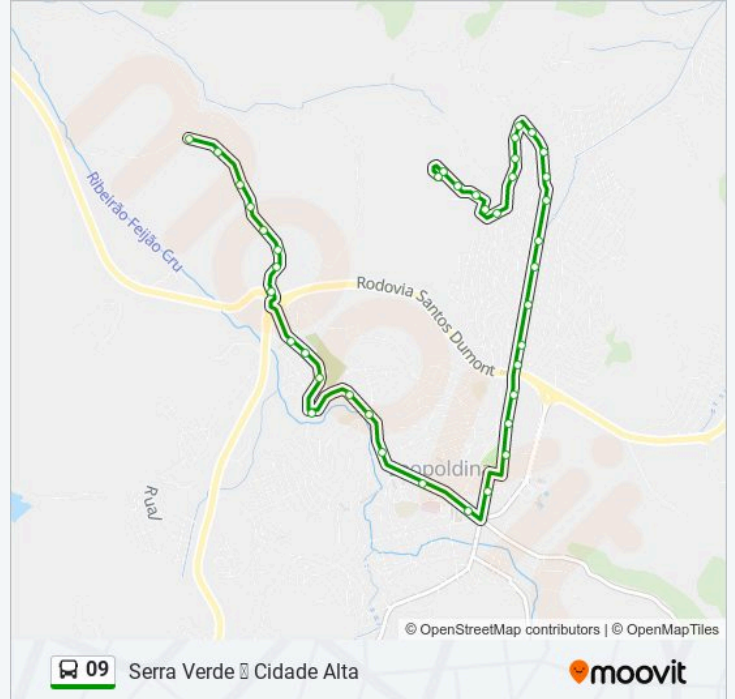 Ribeirão Feijão Cru
Rodovia Santos Dumont
opoldina
Rua
© OpenStreetMap contributors | © OpenMapTiles
09 Serra Verde Cidade Alta
moovit